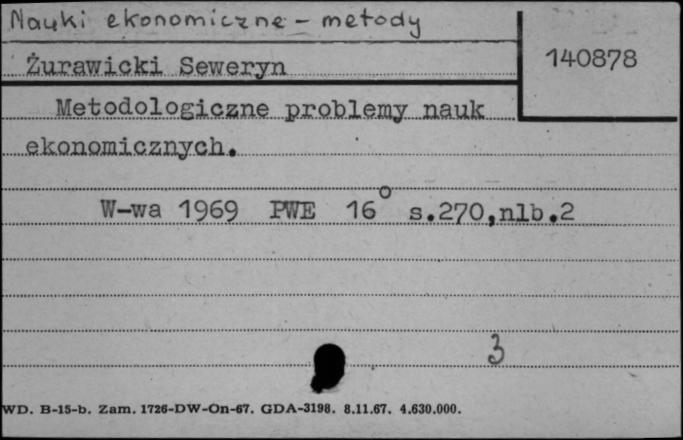 Nauki ekonomiczne - metody
140878
Żurawicki Seweryn
Metodologiczne problemy nauk
ekonomicznych.
W-wa 1969 PWE 16° s.270,nlb.2
3
WD. B-15-b. Zam. 1726-DW-On-67. GDA-3198. 8.11.67. 4.630.000.